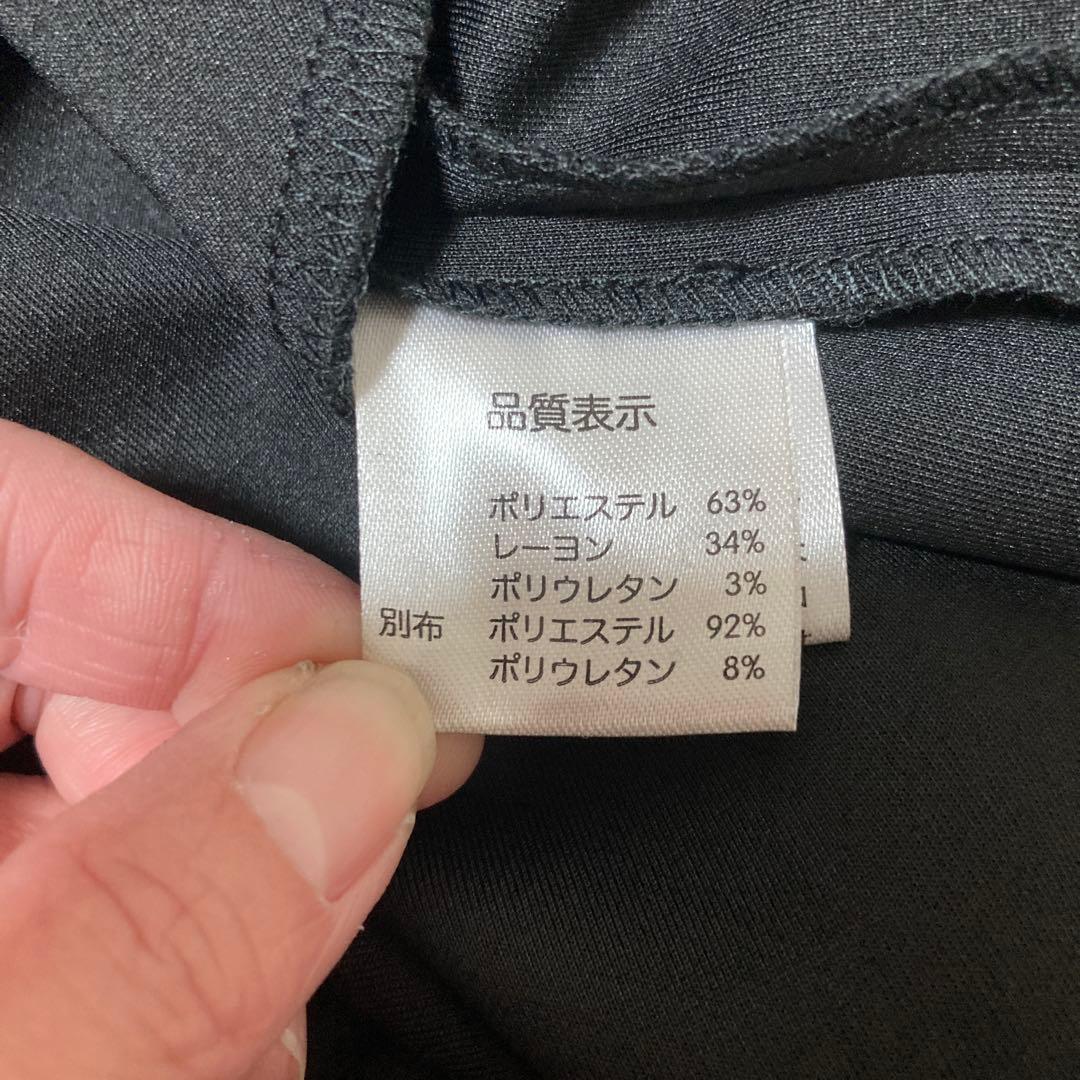 品質表示
ポリエステル 63%
レーヨン 34%
ポリウレタン 3%
別布 ポリエステル 92%
ポリウレタン 8%